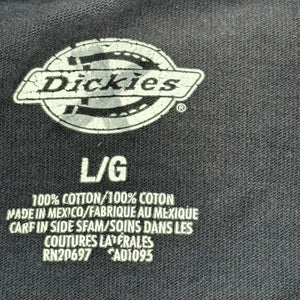 Dickies
®
L/G
100% COTTON/100% COTON
MADE IN MEXICO/FABRIQUE AU MEXIQUE
CARE IN SIDE SEAM/SOINS DANS LES
COUTURES LATÉRALES
RN20697 CA01095